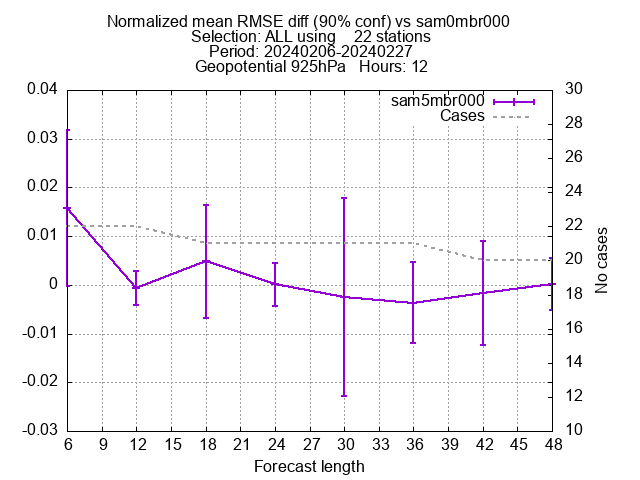 Normalized mean RMSE diff (90% conf) vs sam0mbr000
Selection: ALL using    22 stations
Period: 20240206-20240227
Geopotential 925hPa   Hours: 12
sam5mbr000
Cases
0.04
0.03
0.02
0.01
0
-0.01
-0.02
-0.03
30
28
26
24
22
20
18
16
14
12
10
No cases
6 9 12 15 18 21 24 27 30 33 36 39 42 45 48
Forecast length